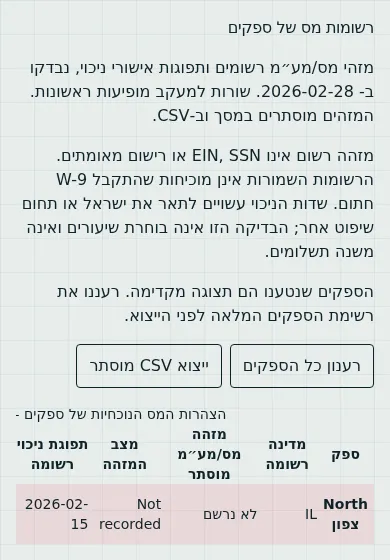 רשומות מס של ספקים
מזהי מס/מע״מ רשומים ותפוגות אישורי ניכוי, נבדקו
ב- 2026-02-28. שורות למעקב מופיעות ראשונות.
המזהים מוסתרים במסך וב-CSV.
מזהה רשום אינו EIN, SSN או רישום מאומתים.
הרשומות השמורות אינן מוכיחות שהתקבל W-9
חתום. שדות הניכוי עשויים לתאר את ישראל או תחום
שיפוט אחר; הבדיקה הזו אינה בוחרת שיעורים ואינה
משנה תשלומים.
הספקים שנטענו הם תצוגה מקדימה. רעננו את
רשימת הספקים המלאה לפני הייצוא.
רענון כל הספקים
ייצוא CSV מוסתר
הצהרות המס הנוכחיות של ספקים -
ספק
מדינה
רשומה
מזהה
מס/מע״מ
מוסתר
מצב
המזהה
תפוגת ניכוי
רשומה
North
צפון
IL
לא נרשם
Not
recorded
2026-02-
15